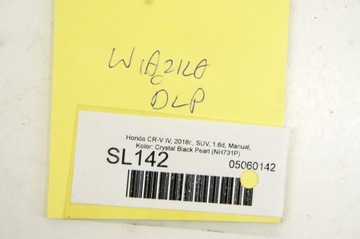 WIĄZKA
DLP
Honda CR-V IV, 2018r., SUV, 1.6d, Manual,
Kolor: Crystal Black Pearl (NH731P)
SL142
05060142